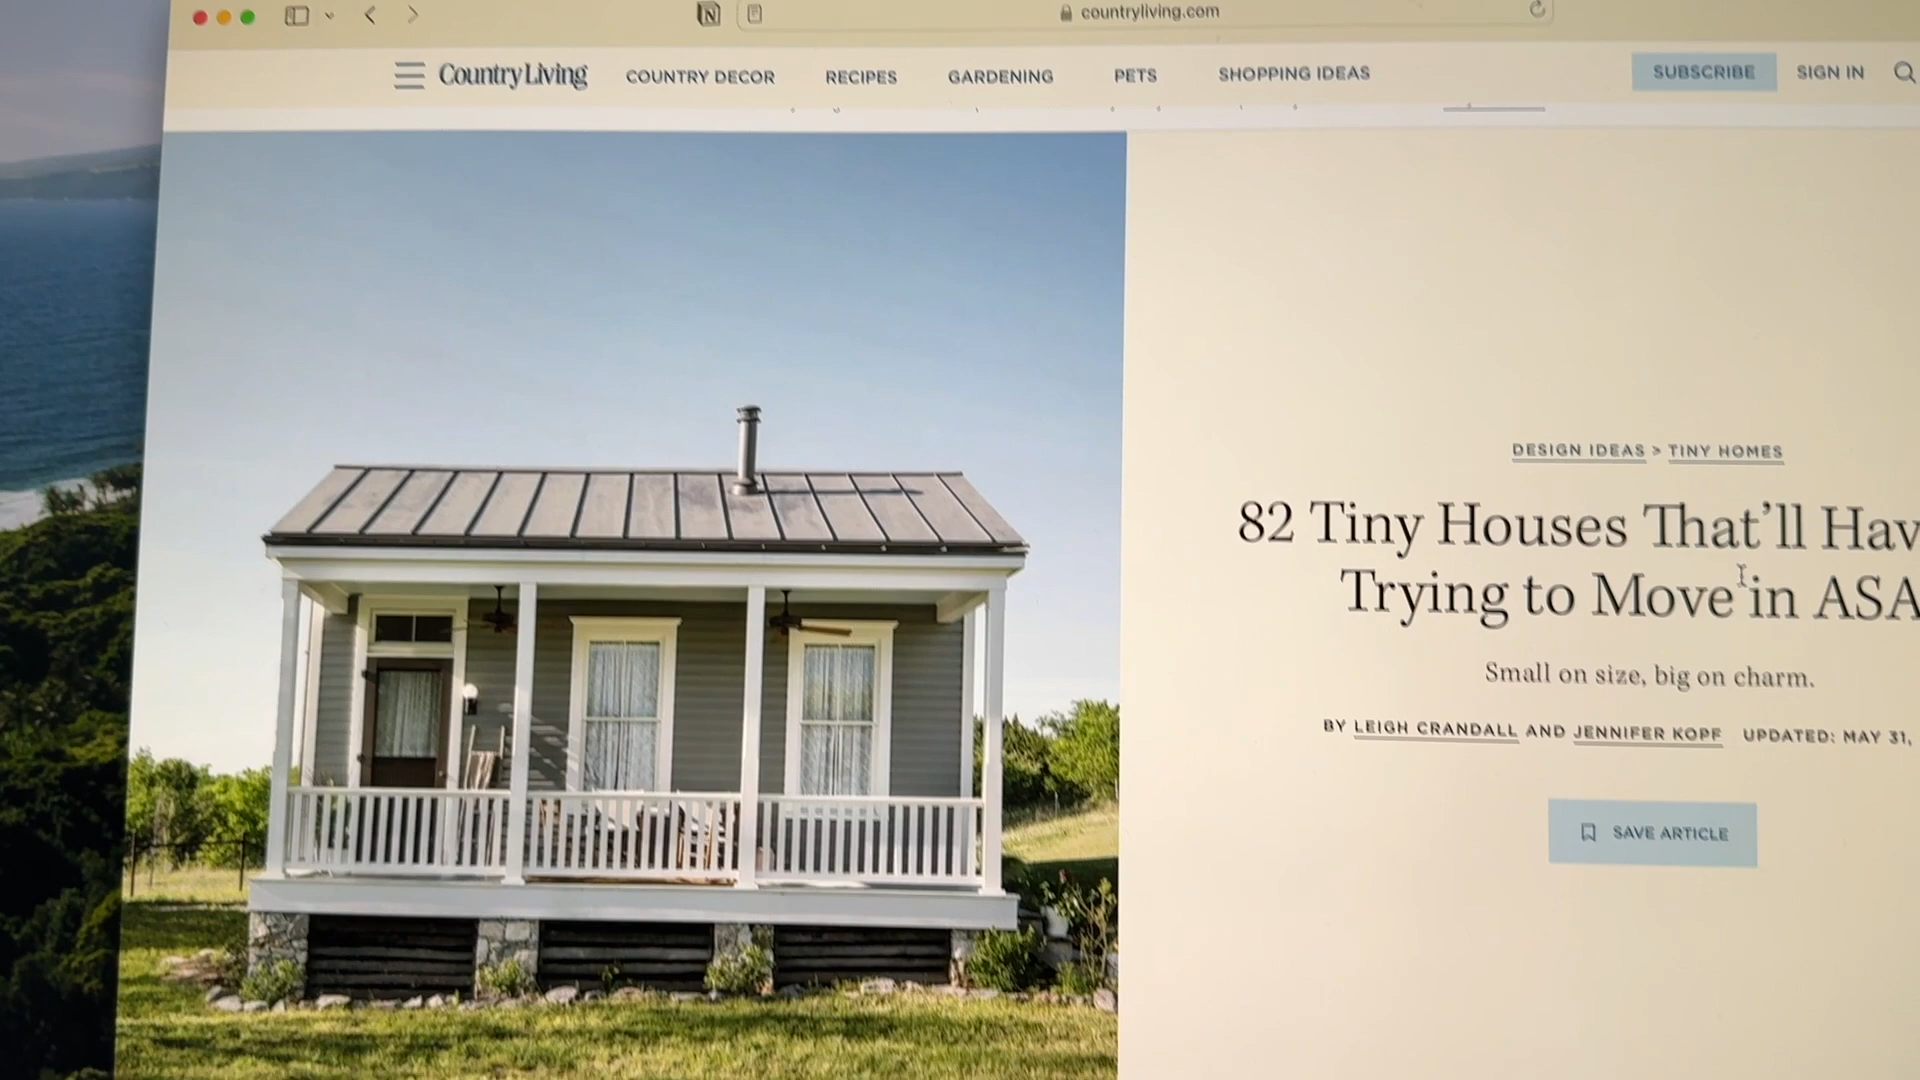 countryliving.com
Country Living COUNTRY DECOR RECIPES GARDENING PETS SHOPPING IDEAS SUBSCRIBE SIGN IN
DESIGN IDEAS > TINY HOMES
82 Tiny Houses That'll Hav
Trying to Move in ASA
Small on size, big on charm.
BY LEIGH CRANDALL AND JENNIFER KOPF UPDATED: MAY 31,
SAVE ARTICLE